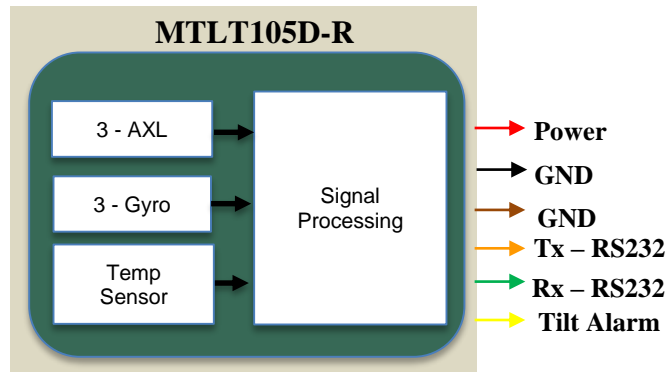 MTLT105D-R
3 - AXL
3 - Gyro
Temp
Sensor
Signal
Processing
Power
GND
GND
Tx – RS232
Rx – RS232
Tilt Alarm